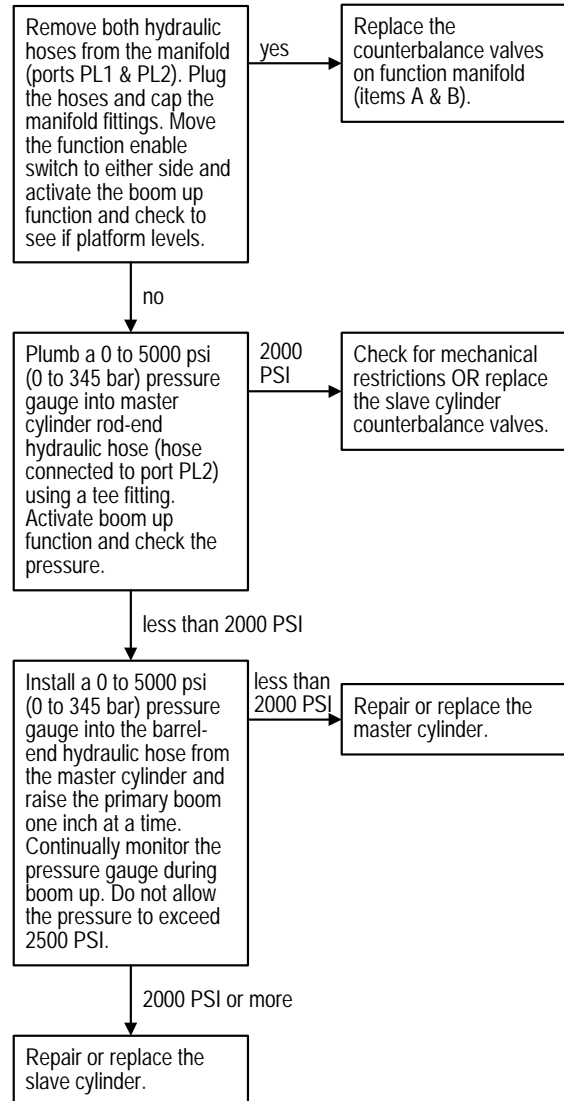 Remove both hydraulic
hoses from the manifold
(ports PL1 & PL2). Plug
the hoses and cap the
manifold fittings. Move
the function enable
switch to either side and
activate the boom up
function and check to
see if platform levels.
yes
Replace the
counterbalance valves
on function manifold
(items A & B).
no
Plumb a 0 to 5000 psi
(0 to 345 bar) pressure
gauge into master
cylinder rod-end
hydraulic hose (hose
connected to port PL2)
using a tee fitting.
Activate boom up
function and check the
pressure.
2000
PSI
Check for mechanical
restrictions OR replace
the slave cylinder
counterbalance valves.
less than 2000 PSI
Install a 0 to 5000 psi
(0 to 345 bar) pressure
gauge into the barrel-
end hydraulic hose from
the master cylinder and
raise the primary boom
one inch at a time.
Continually monitor the
pressure gauge during
boom up. Do not allow
the pressure to exceed
2500 PSI.
less than
2000 PSI
Repair or replace the
master cylinder.
2000 PSI or more
Repair or replace the
slave cylinder.